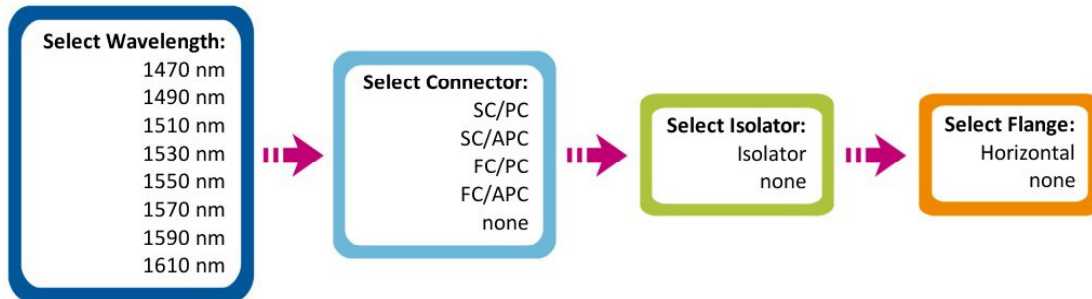 Select Wavelength:
1470 nm
1490 nm
1510 nm
1530 nm
1550 nm
1570 nm
1590 nm
1610 nm
Select Connector:
SC/PC
SC/APC
FC/PC
FC/APC
none
Select Isolator:
Isolator
none
Select Flange:
Horizontal
none